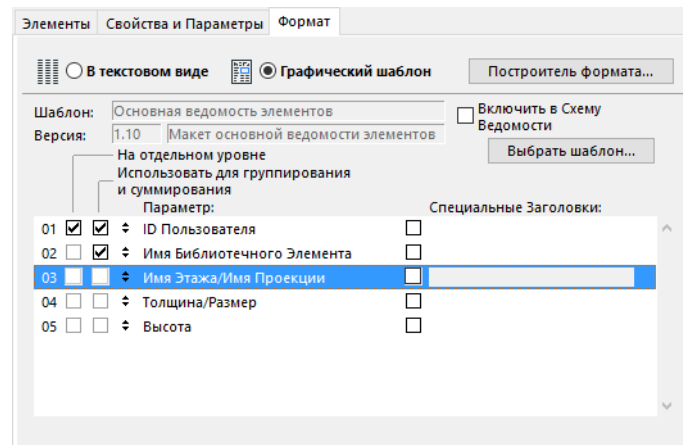 Элементы Свойства и Параметры Формат
В текстовом виде Графический шаблон Построитель формата...
Шаблон: Основная ведомость элементов Включить в Схему
Ведомости
Версия: 1.10 Макет основной ведомости элементов
Выбрать шаблон...
На отдельном уровне
Использовать для группирования
и суммирования
Параметр: Специальные Заголовки:
01 ID Пользователя
02 Имя Библиотечного Элемента
03 Имя Этажа/Имя Проекции
04 Толщина/Размер
05 Высота